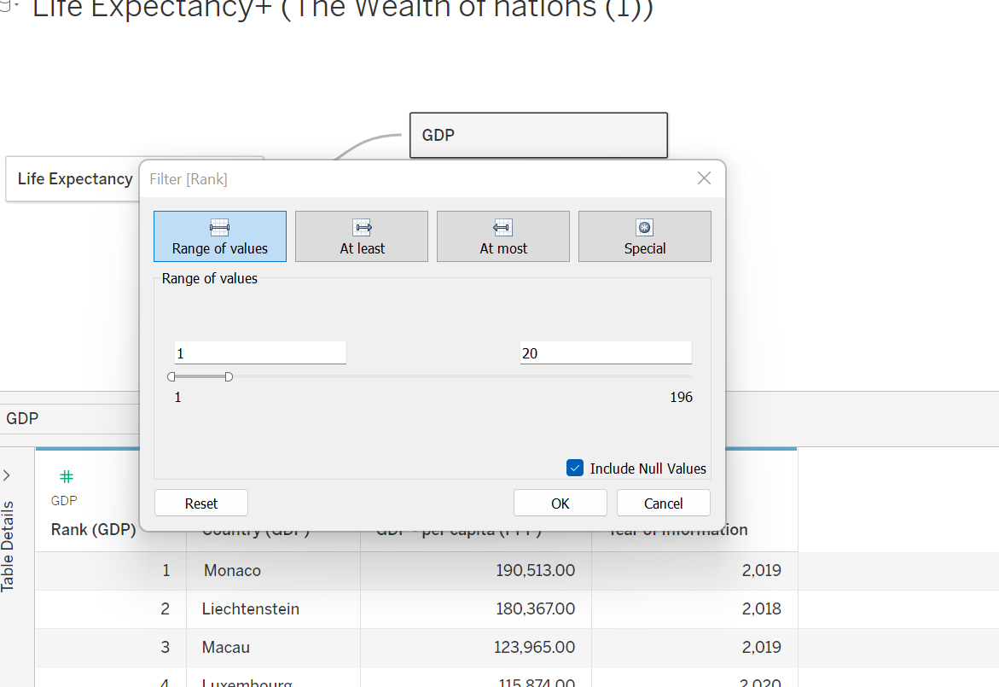 Life Expectancy+ (The Wealth of nations (1))
GDP
Life Expectancy
Filter [Rank]
Range of values
At least
At most
Special
Range of values
1
20
1
196
Include Null Values
Reset
OK
Cancel
GDP
Table Details
GDP
Rank (GDP)
Country (GDP)
GDP - per capita (PPP)
Year of Information
1 Monaco 190,513.00 2,019
2 Liechtenstein 180,367.00 2,018
3 Macau 123,965.00 2,019
4 Luxembourg 115,874.00 2,020